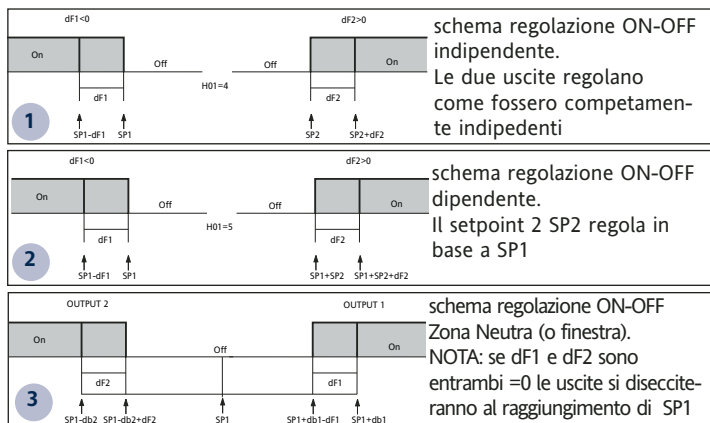 dF1<0
dF2>0
On
Off
H01=4
Off
On
dF1
dF2
1
SP1-dF1
SP1
SP2
SP2+dF2
schema regolazione ON-OFF
indipendente.
Le due uscite regolano
come fossero competamen-
te indipedenti
dF1<0
dF2>0
On
Off
H01=5
Off
On
dF1
dF2
2
SP1-dF1
SP1
SP1+SP2
SP1+SP2+dF2
schema regolazione ON-OFF
dipendente.
Il setpoint 2 SP2 regola in
base a SP1
OUTPUT 2
OUTPUT 1
On
Off
On
dF2
dF1
3
SP1-db2
SP1-db2+dF2
SP1
SP1+db1-dF1
SP1+db1
schema regolazione ON-OFF
Zona Neutra (o finestra).
NOTA: se dF1 e dF2 sono
entrambi =0 le uscite si diseccite-
ranno al raggiungimento di SP1